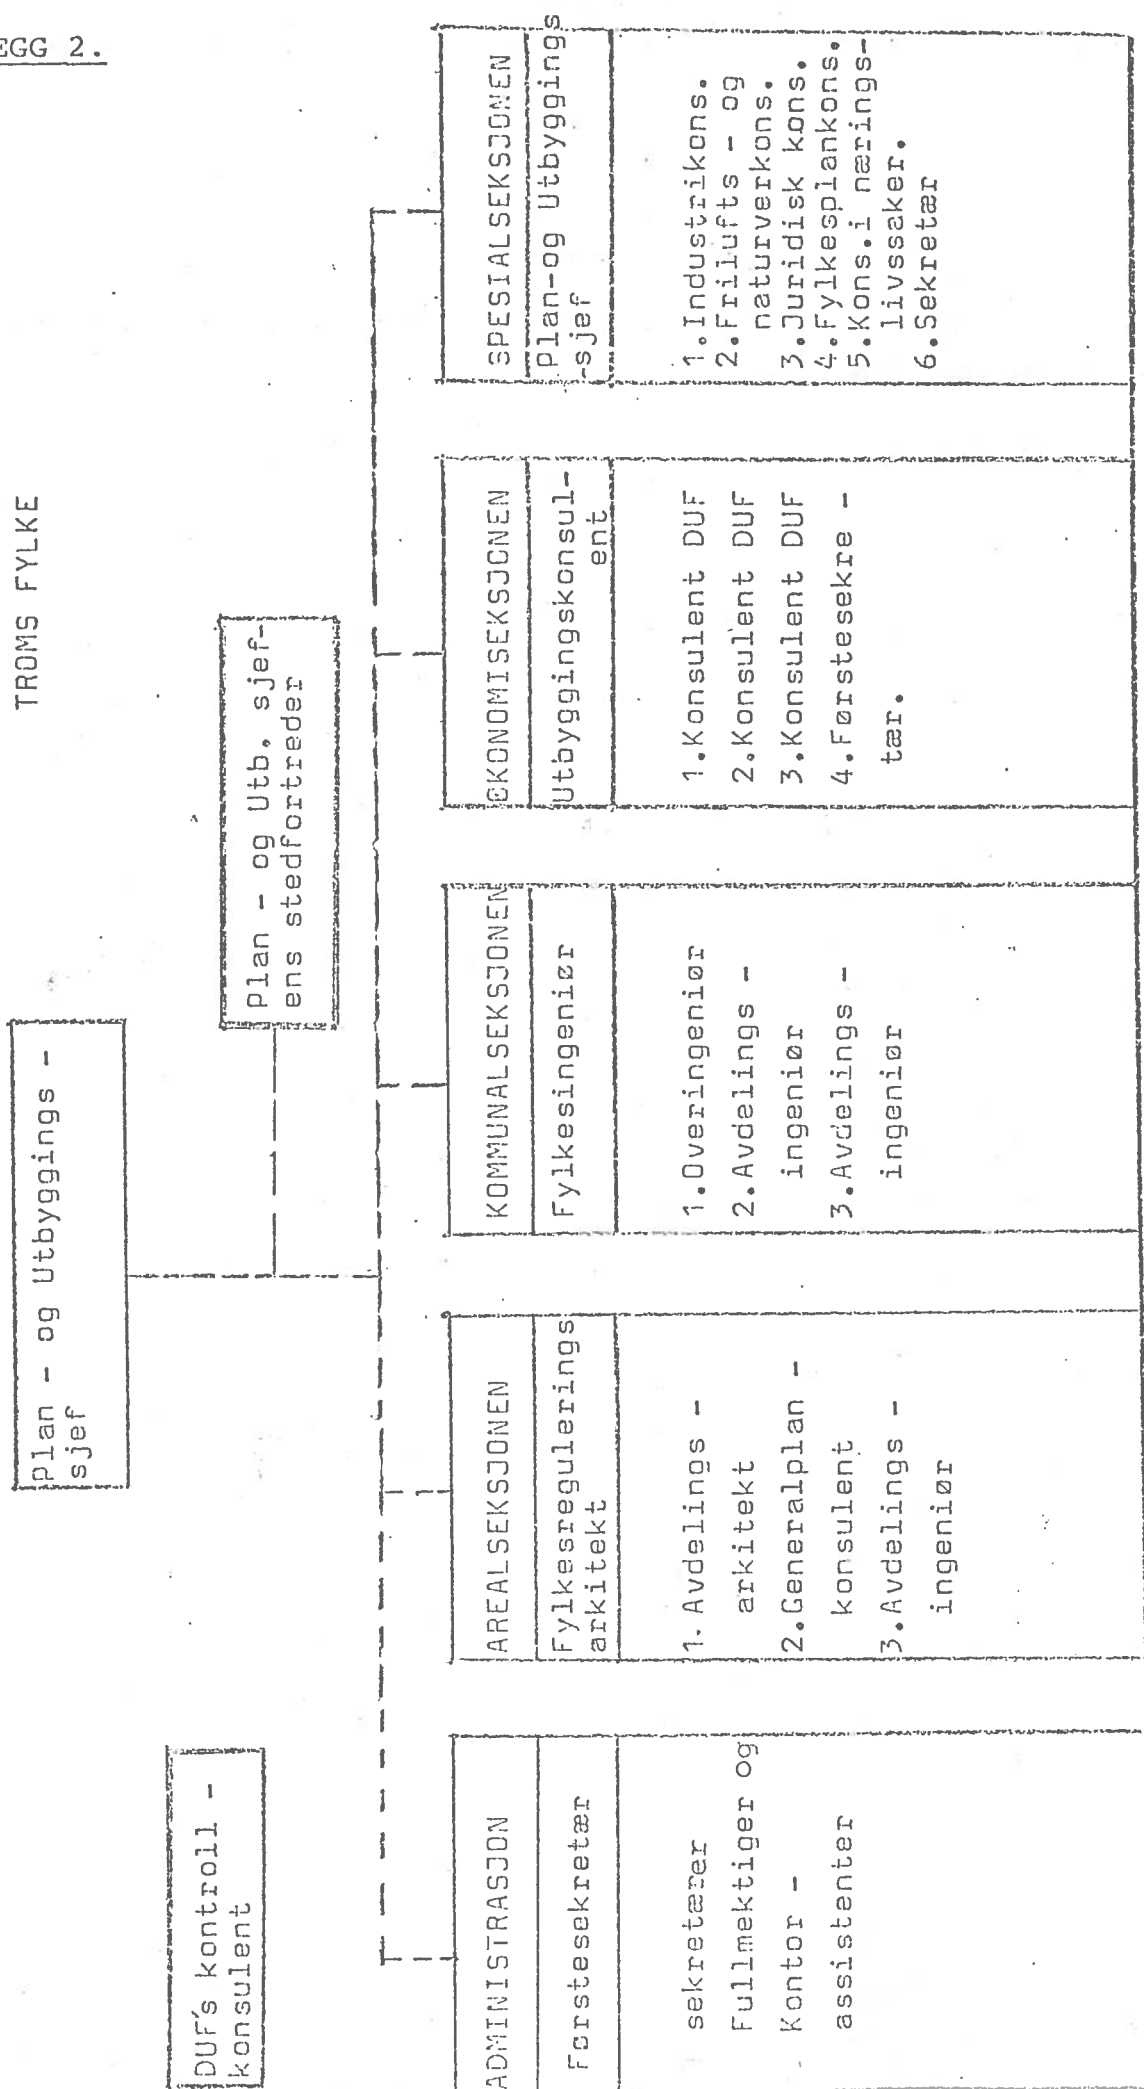 EGG 2.
TROMS FYLKE
Plan - og Utbyggings -
sjef
Plan - og Utb. sjef-
ens stedfortreder
DUF's kontroll -
konsulent
ADMINISTRASJON
Førstesekretær
sekretærer
Fullmektiger og
Kontor -
assistenter
AREALSEKSJONEN
Fylkesregulerings
arkitekt
1. Avdelings -
arkitekt
2. Generalplan -
konsulent
3. Avdelings -
ingeniør
KOMMUNALSEKSJONEN
Fylkesingeniør
1. Overingeniør
2. Avdelings -
ingeniør
3. Avdelings -
ingeniør
ØKONOMISEKSJONEN
Utbyggingskonsul-
ent
1. Konsulent DUF
2. Konsulent DUF
3. Konsulent DUF
4. Førstesekre -
tær.
SPESIALSEKSJONEN
Plan-og Utbyggings
-sjef
1. Industrikons.
2. Frilufts - og
naturverkons.
3. Juridisk kons.
4. Fylkesplankons.
5. Kons.i nærings-
livssaker.
6. Sekretær